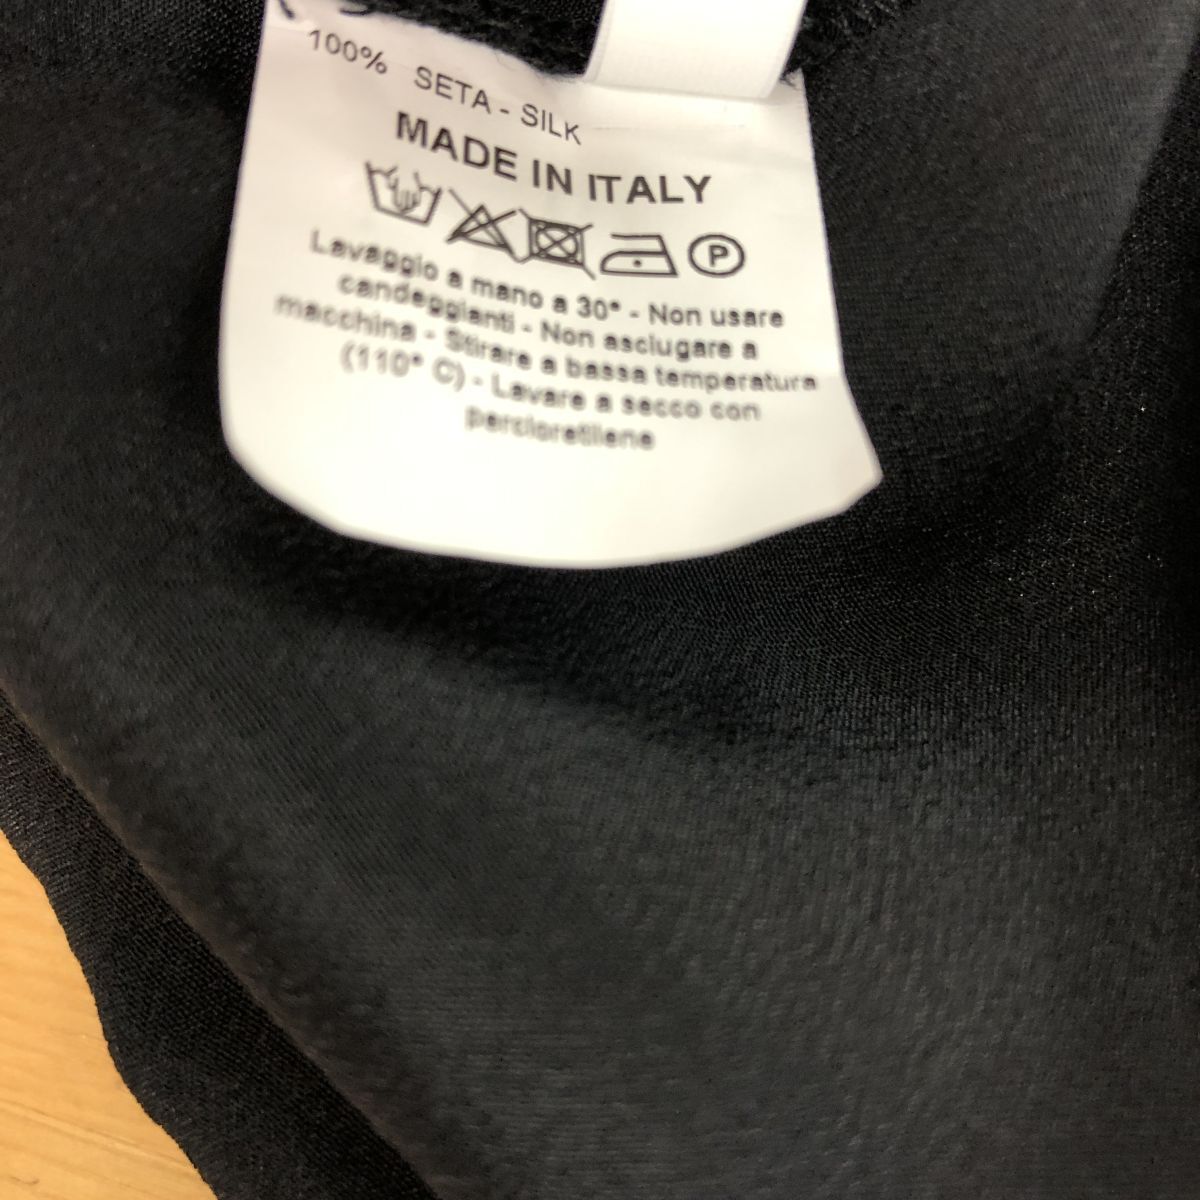 100% SETA - SILK
MADE IN ITALY
P
Lavaggio a mano a 30° - Non usare
candeggianti - Non asciugare a
macchina - Stirare a bassa temperatura
(110° C) - Lavare a secco con
percloretilene